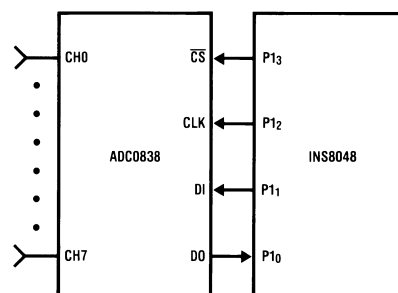 CH0 CS P1₃
CLK P1₂
ADC0838 INS8048
DI P1₁
CH7 DO P1₀